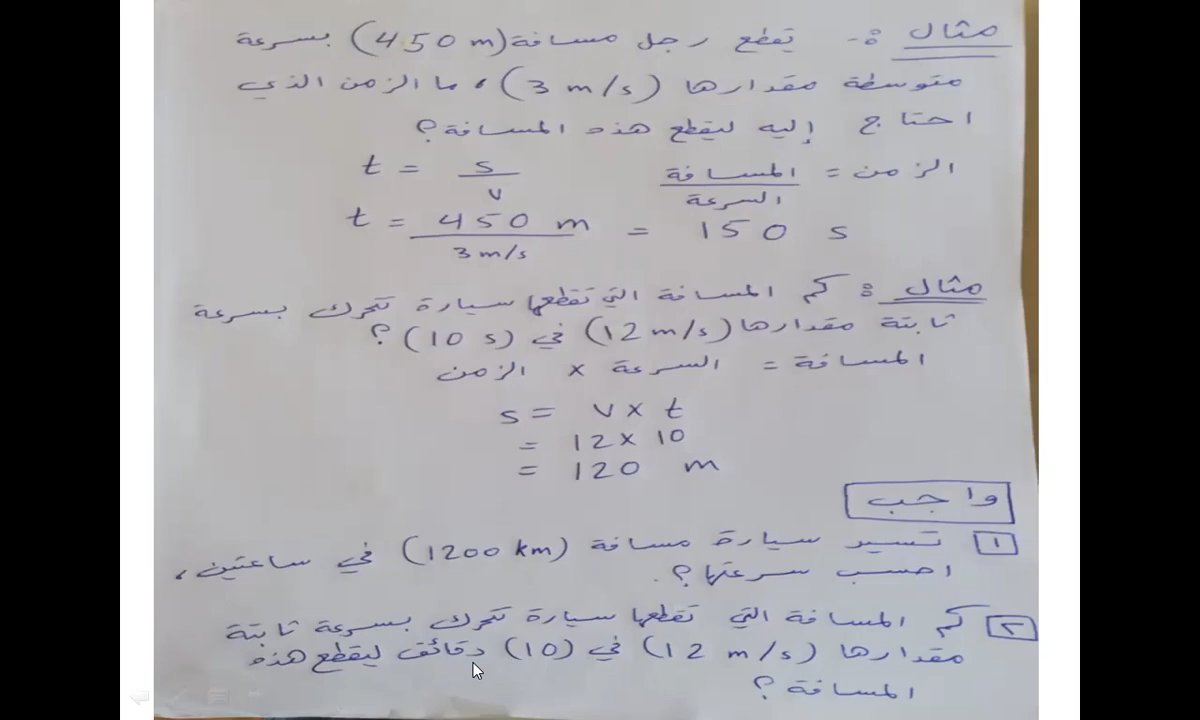 مثال :- يقطع رجل مسافة (450 m) بسرعة
متوسطة مقدارها (3 m/s)، ما الزمن الذي
احتاج إليه ليقطع هذه المسافة؟
الزمن = المسافة / السرعة t = s / v
t = 450 m / 3 m/s = 150 s
مثال : كم المسافة التي تقطعها سيارة تتحرك بسرعة
ثابتة مقدارها (12 m/s) في (10 s)؟
المسافة = السرعة × الزمن
s = v × t
= 12 × 10
= 120 m
واجب
١ تسير سيارة مسافة (1200 km) في ساعتين،
احسب سرعتها؟.
٢ كم المسافة التي تقطعها سيارة تتحرك بسرعة ثابتة
مقدارها (12 m/s) في (10) دقائق ليقطع هذه
المسافة؟